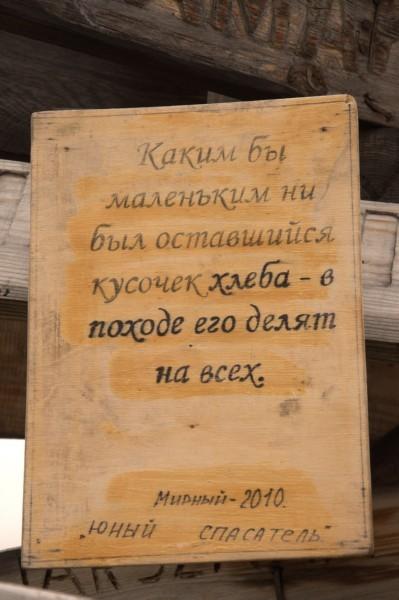 Каким бы
маленьким ни
был оставшийся
кусочек хлеба - в
походе его делят
на всех.
Мирный - 2010.
"ЮНЫЙ СПАСАТЕЛЬ"